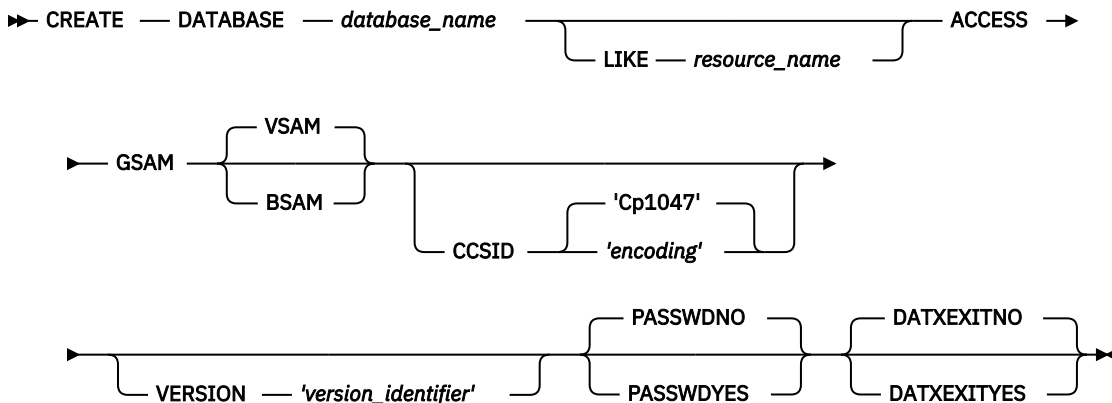 CREATE DATABASE database_name ACCESS
LIKE resource_name
VSAM
GSAM
BSAM
'Cp1047'
CCSID 'encoding'
PASSWDNO DATXEXITNO
VERSION 'version_identifier' PASSWDYES DATXEXITYES